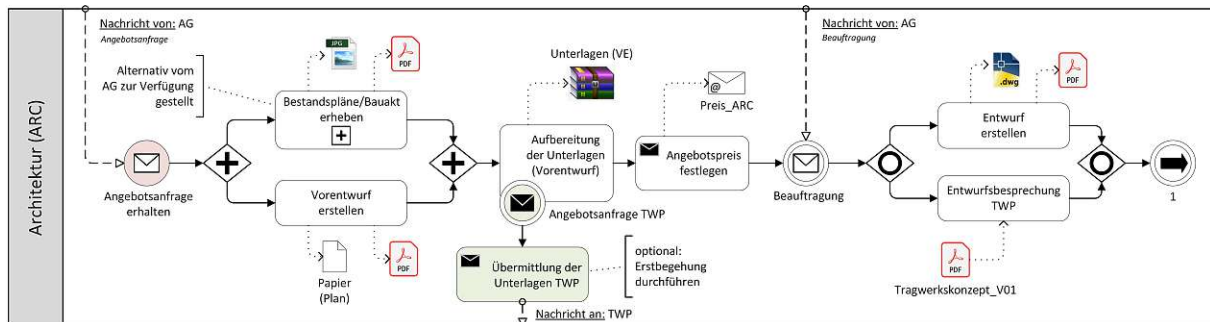 Architektur (ARC)
Nachricht von: AG
Angebotsanfrage
Alternativ vom
AG zur Verfügung
gestellt
Angebotsanfrage
erhalten
JPG
PDF
Bestandspläne/Bauakt
erheben
Vorentwurf
erstellen
Papier
(Plan)
PDF
Unterlagen (VE)
Aufbereitung
der Unterlagen
(Vorentwurf)
Angebotsanfrage TWP
Übermittlung der
Unterlagen TWP
Nachricht an: TWP
optional:
Erstbegehung
durchführen
@
Preis_ARC
Angebotspreis
festlegen
Nachricht von: AG
Beauftragung
Beauftragung
.dwg
PDF
Entwurf
erstellen
Entwurfsbesprechung
TWP
PDF
Tragwerkskonzept_V01
1